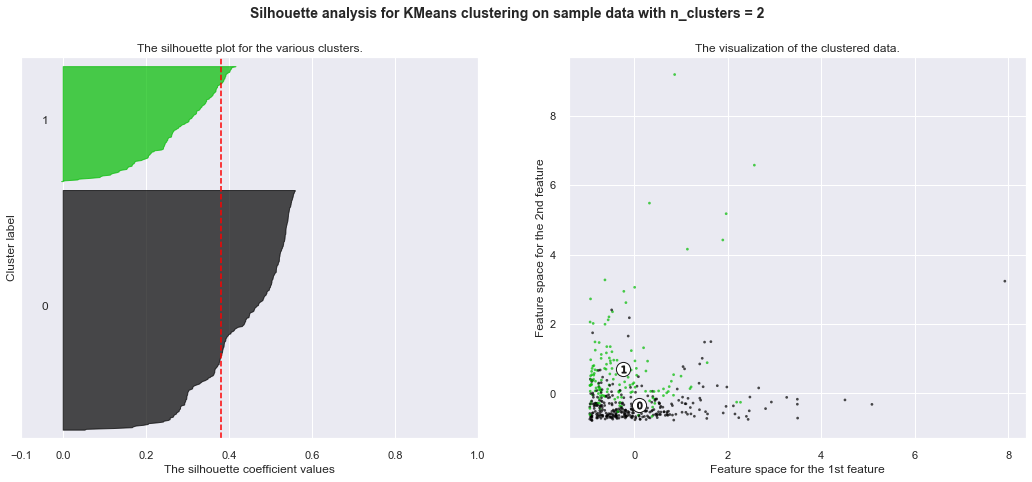 Silhouette analysis for KMeans clustering on sample data with n_clusters = 2
The silhouette plot for the various clusters.
Cluster label
1
0
−0.1 0.0 0.2 0.4 0.6 0.8 1.0
The silhouette coefficient values
The visualization of the clustered data.
Feature space for the 2nd feature
8
6
4
2
0
1
0
0 2 4 6 8
Feature space for the 1st feature